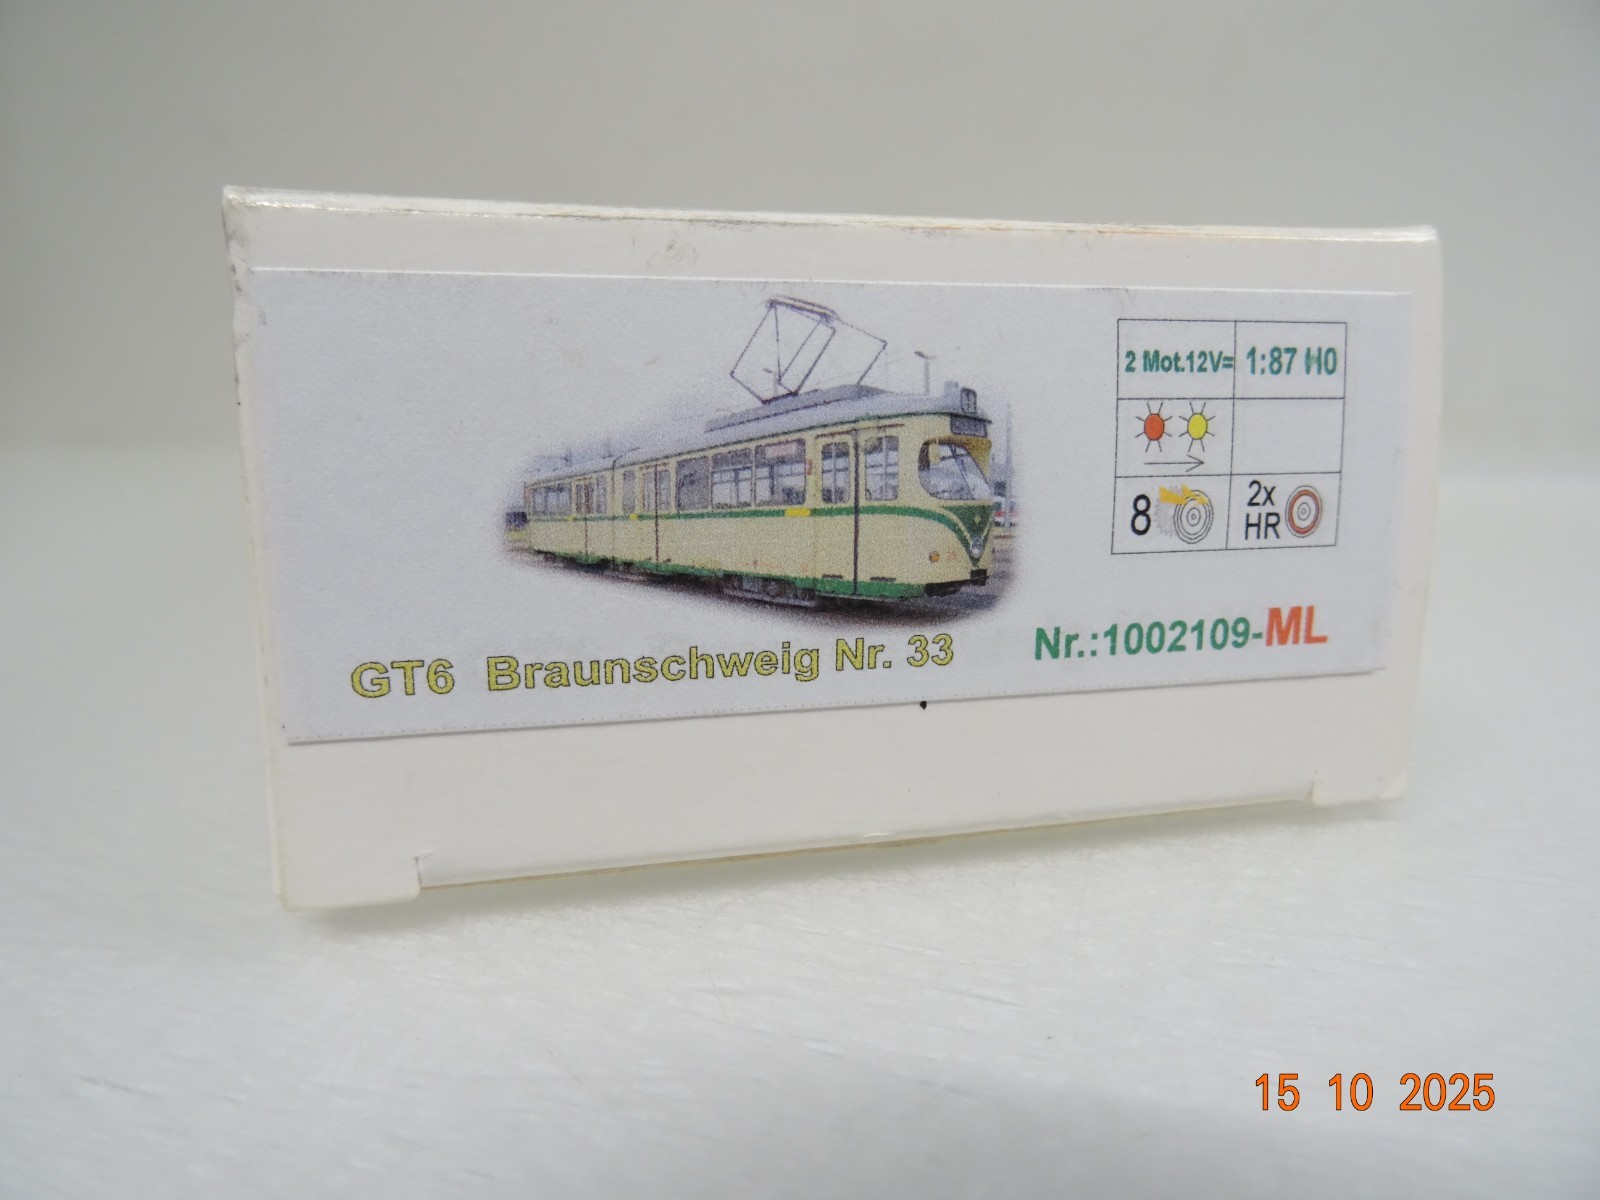 2 Mot.12V=
1:87 H0
8
2x
HR
GT6 Braunschweig Nr. 33
Nr.:1002109-ML
15 10 2025